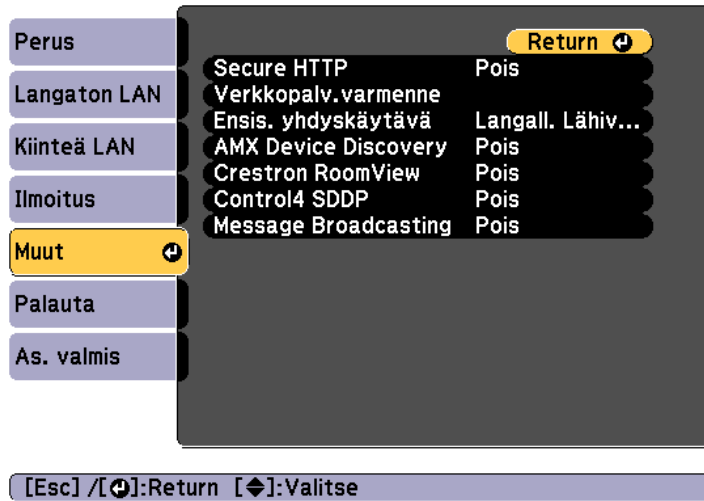 Perus
Langaton LAN
Kiinteä LAN
Ilmoitus
Muut
Palauta
As. valmis
Return
Secure HTTP Pois
Verkkopalv.varmenne
Ensis. yhdyskäytävä Langall. Lähiv...
AMX Device Discovery Pois
Crestron RoomView Pois
Control4 SDDP Pois
Message Broadcasting Pois
[Esc] /[⏎]:Return [◆]:Valitse